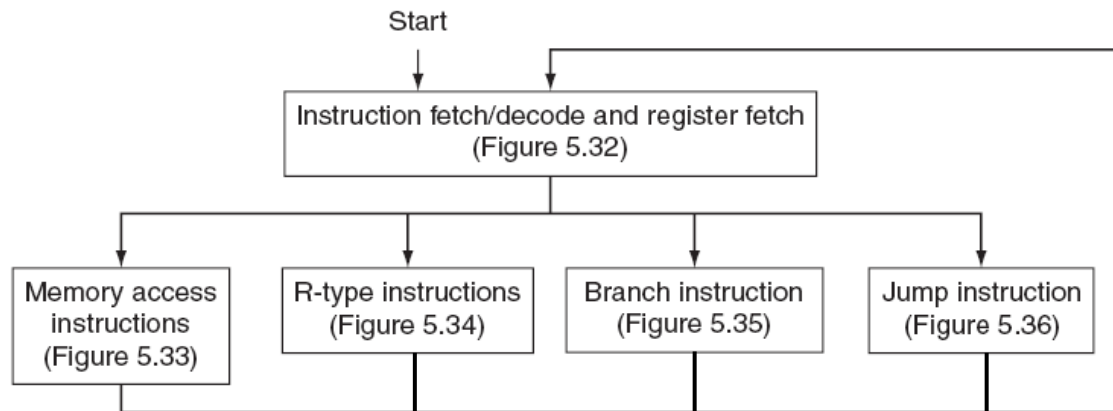 Start
Instruction fetch/decode and register fetch
(Figure 5.32)
Memory access
instructions
(Figure 5.33)
R-type instructions
(Figure 5.34)
Branch instruction
(Figure 5.35)
Jump instruction
(Figure 5.36)